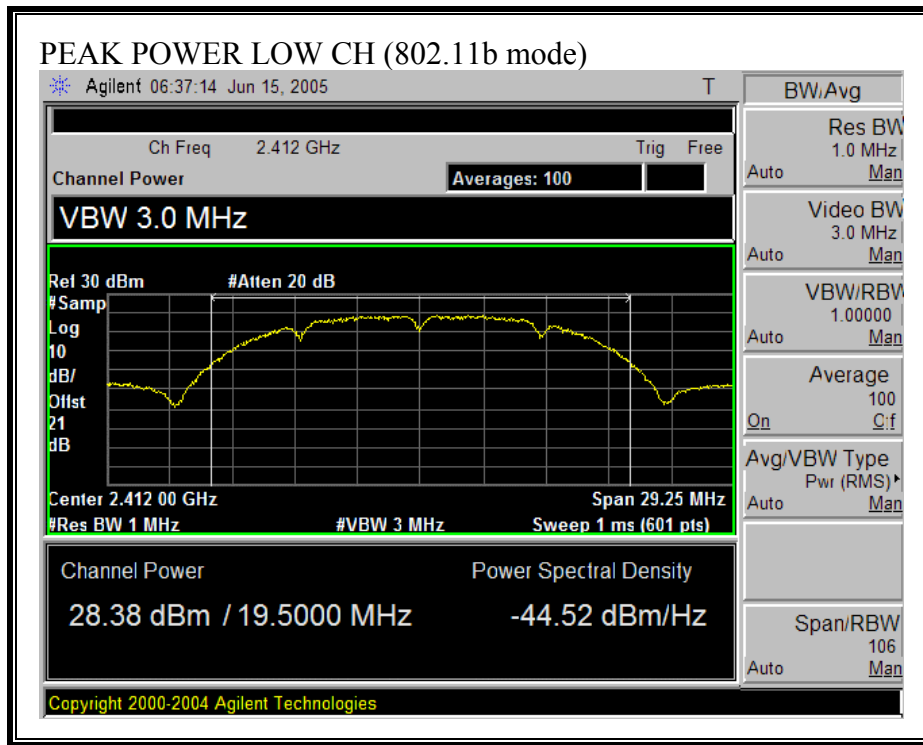 PEAK POWER LOW CH (802.11b mode)
Agilent 06:37:14 Jun 15, 2005 T
Ch Freq 2.412 GHz Trig Free
Channel Power Averages: 100
VBW 3.0 MHz
Ref 30 dBm #Atten 20 dB
#Samp
Log
10
dB/
Offst
21
dB
Center 2.412 00 GHz Span 29.25 MHz
#Res BW 1 MHz #VBW 3 MHz Sweep 1 ms (601 pts)
Channel Power Power Spectral Density
28.38 dBm / 19.5000 MHz -44.52 dBm/Hz
Copyright 2000-2004 Agilent Technologies
BW/Avg
Res BW
1.0 MHz
Auto Man
Video BW
3.0 MHz
Auto Man
VBW/RBW
1.00000
Auto Man
Average
100
On Off
Avg/VBW Type
Pwr (RMS)
Auto Man
Span/RBW
106
Auto Man